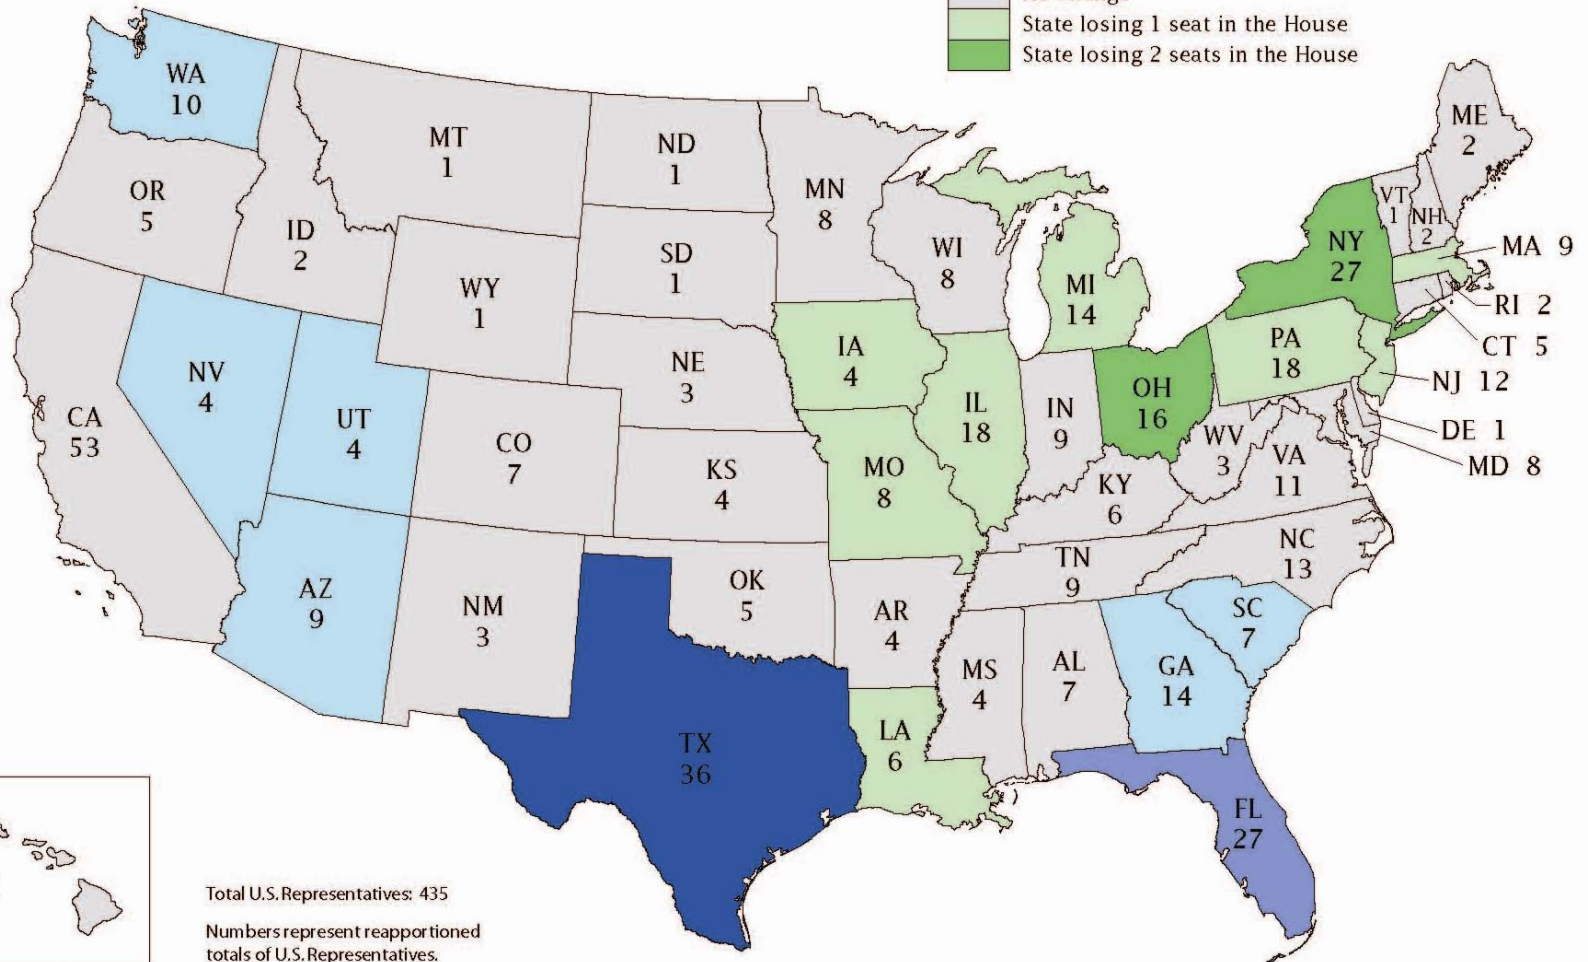 State losing 1 seat in the House
State losing 2 seats in the House
WA
10
MT
1
ND
1
MN
8
ME
2
OR
5
ID
2
WY
1
SD
1
WI
8
MI
14
NY
27
VT
1
NH
2
MA 9
RI 2
CT 5
NJ 12
DE 1
MD 8
NV
4
UT
4
CA
53
CO
7
NE
3
IA
4
IL
18
IN
9
OH
16
PA
18
WV
3
VA
11
KS
4
MO
8
KY
6
NC
13
TN
9
AZ
9
NM
3
OK
5
AR
4
SC
7
MS
4
AL
7
GA
14
TX
36
LA
6
FL
27
Total U.S. Representatives: 435
Numbers represent reapportioned
totals of U.S. Representatives.